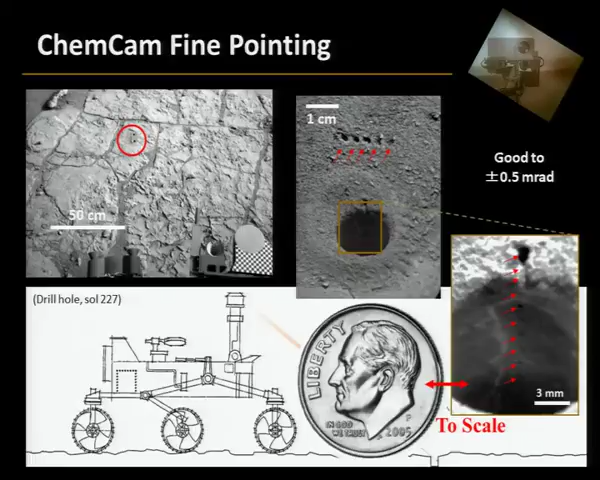 ChemCam Fine Pointing
50 cm
1 cm
Good to
±0.5 mrad
(Drill hole, sol 227)
LIBERTY
IN GOD
WE TRUST
P
2005
3 mm
To Scale